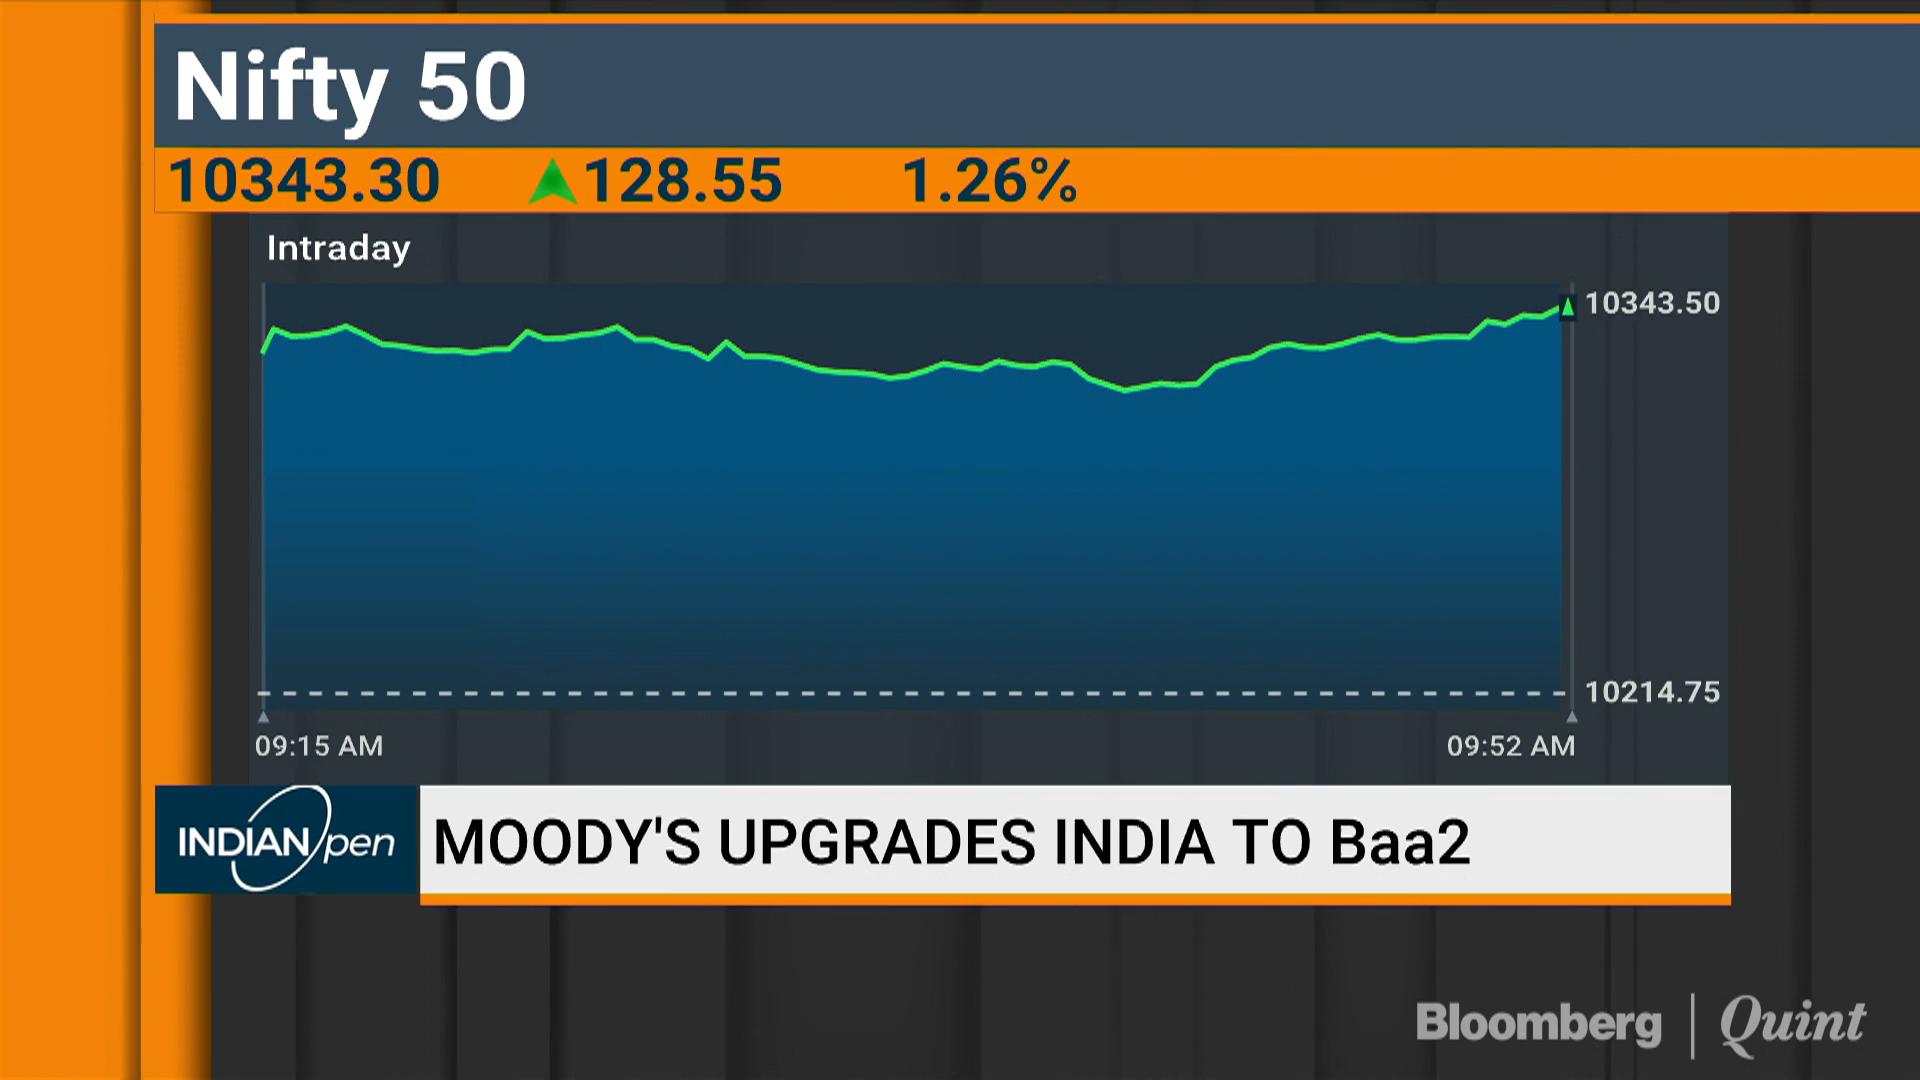 Nifty 50
10343.30 128.55 1.26%
Intraday
10343.50
10214.75
09:15 AM 09:52 AM
INDIAN Open
MOODY'S UPGRADES INDIA TO Baa2
Bloomberg | Quint